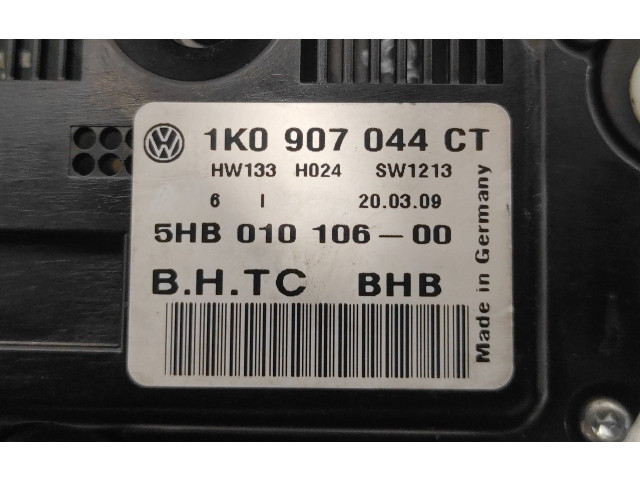 1K0 907 044 CT
HW133 H024 SW1213
6 I 20.03.09
5HB 010 106-00
B.H.TC BHB
Made in Germany